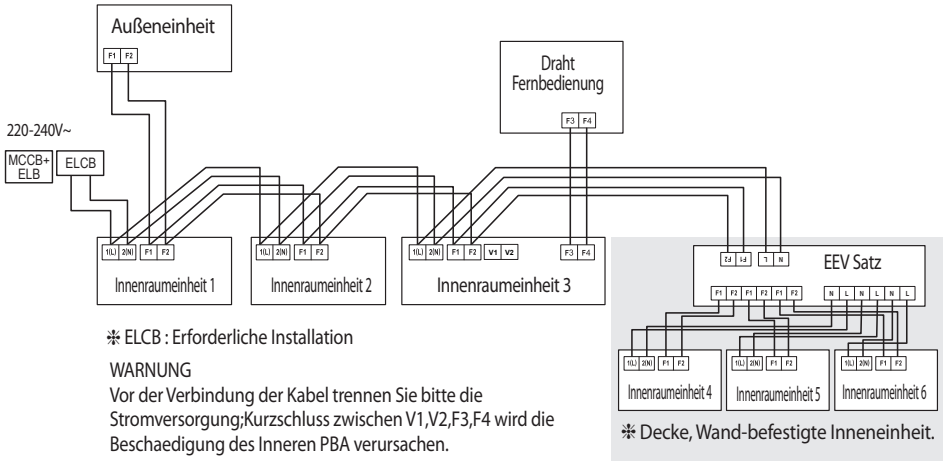 Außeneinheit
F1 F2
Draht
Fernbedienung
F3 F4
220-240V~
MCCB+
ELB
ELCB
1(L) 2(N) F1 F2
Innenraumeinheit 1
1(L) 2(N) F1 F2
Innenraumeinheit 2
1(L) 2(N) F1 F2 V1 V2 F3 F4
Innenraumeinheit 3
F2 F1 L N
EEV Satz
F1 F2 F1 F2 F1 F2 N L N L N L
1(L) 2(N) F1 F2
Innenraumeinheit 4
1(L) 2(N) F1 F2
Innenraumeinheit 5
1(L) 2(N) F1 F2
Innenraumeinheit 6
❈ Decke, Wand-befestigte Inneneinheit.
❈ ELCB : Erforderliche Installation
WARNUNG
Vor der Verbindung der Kabel trennen Sie bitte die
Stromversorgung;Kurzschluss zwischen V1,V2,F3,F4 wird die
Beschaedigung des Inneren PBA verursachen.